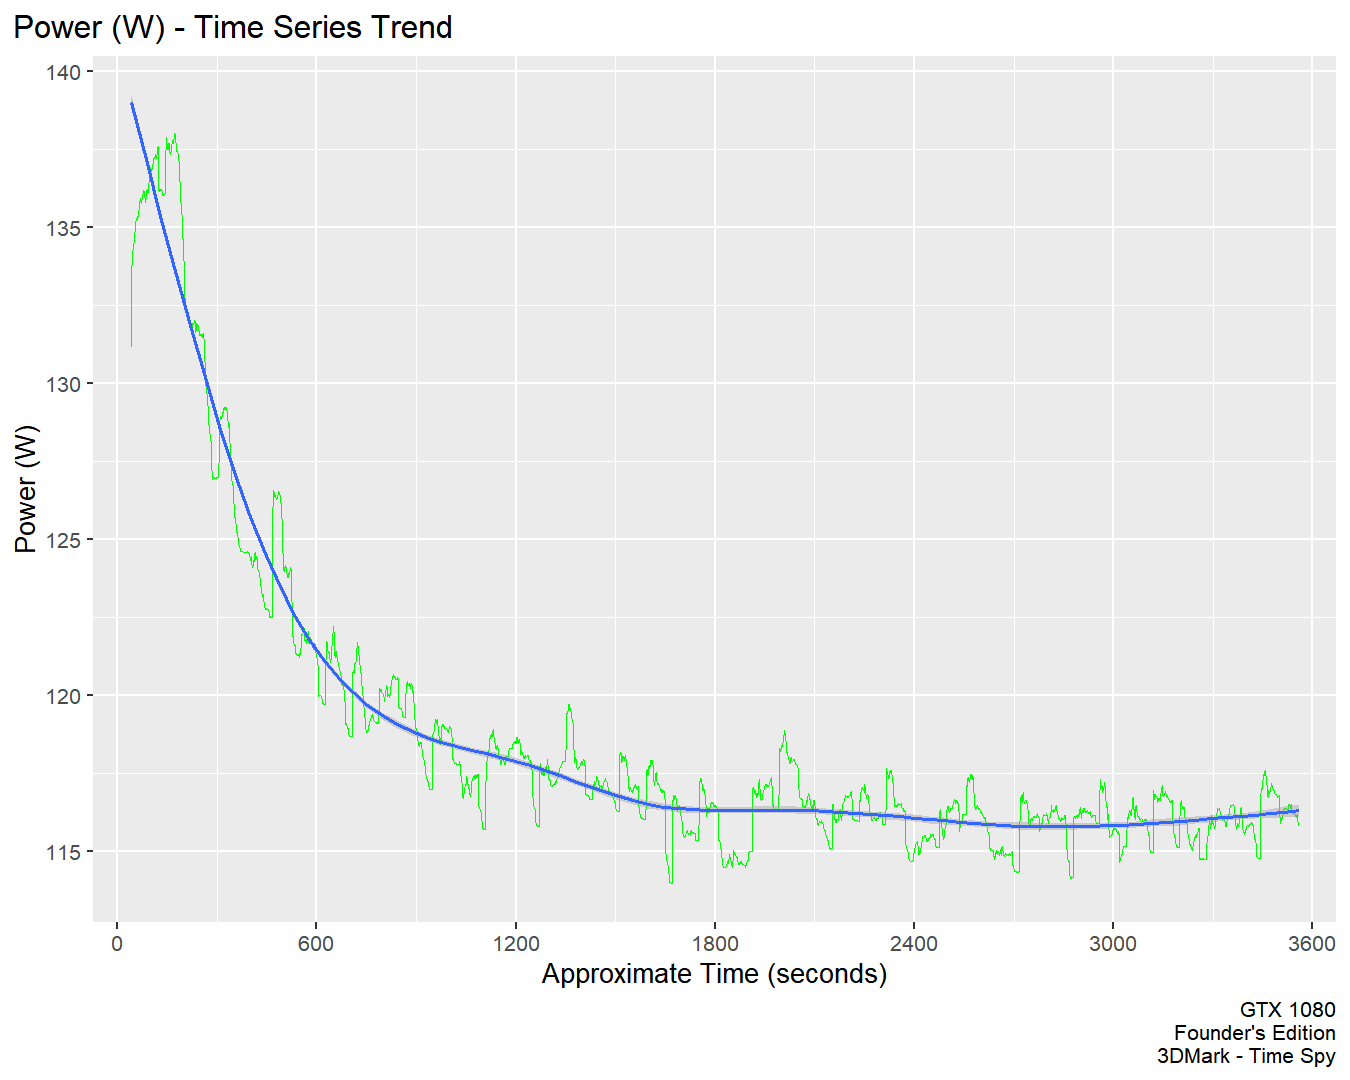 Power (W) - Time Series Trend
Power (W)
140
135
130
125
120
115
0 600 1200 1800 2400 3000 3600
Approximate Time (seconds)
GTX 1080
Founder's Edition
3DMark - Time Spy